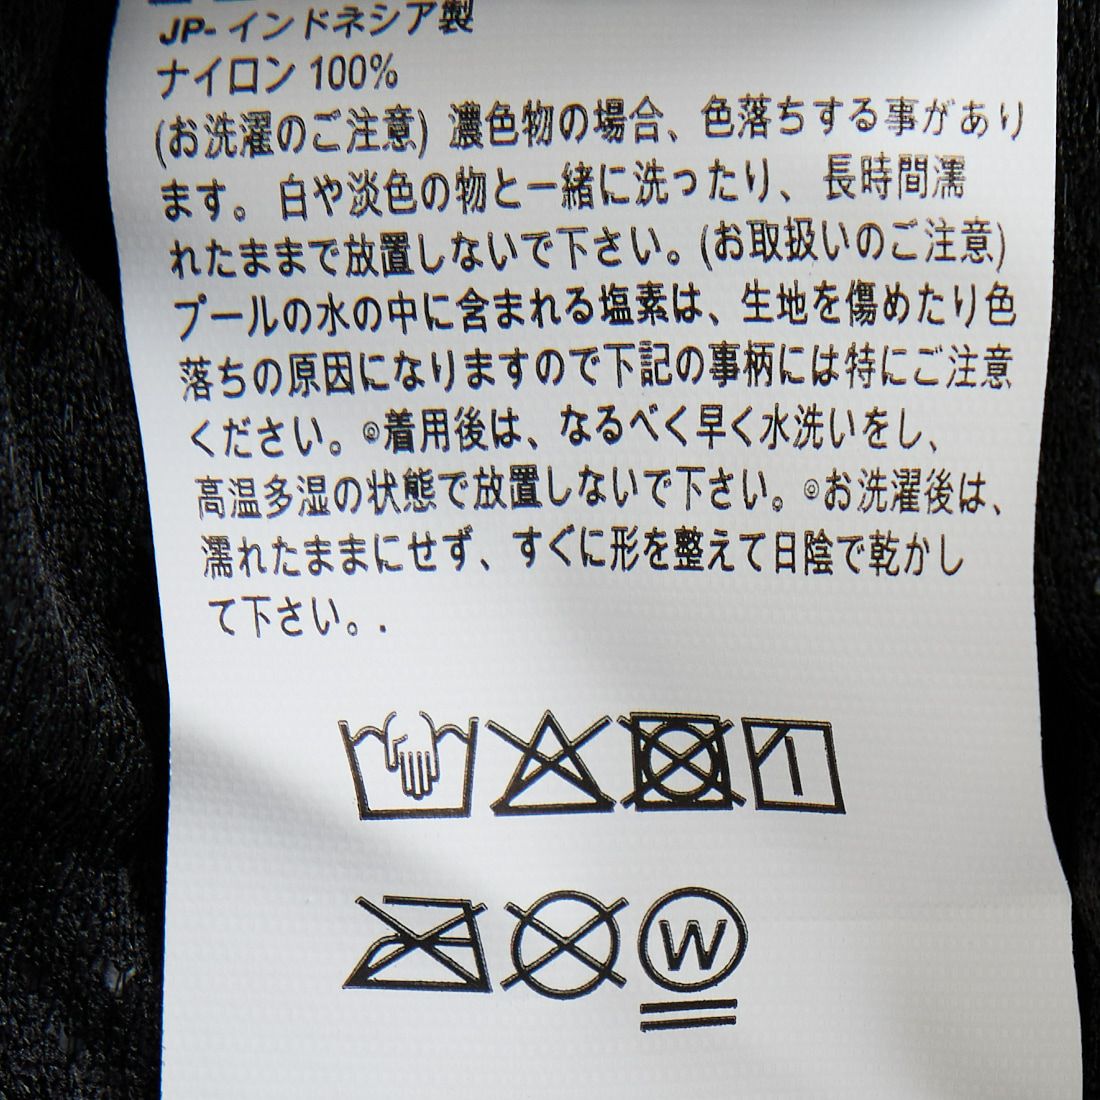 JP- インドネシア製
ナイロン 100%
(お洗濯のご注意) 濃色物の場合、色落ちする事があり
ます。 白や淡色の物と一緒に洗ったり、 長時間濡
れたままで放置しないで下さい。(お取扱いのご注意)
プールの水の中に含まれる塩素は、生地を傷めたり色
落ちの原因になりますので下記の事柄には特にご注意
ください。◎着用後は、なるべく早く水洗いをし、
高温多湿の状態で放置しないで下さい。◎お洗濯後は、
濡れたままにせず、すぐに形を整えて日陰で乾かし
て下さい。.
W